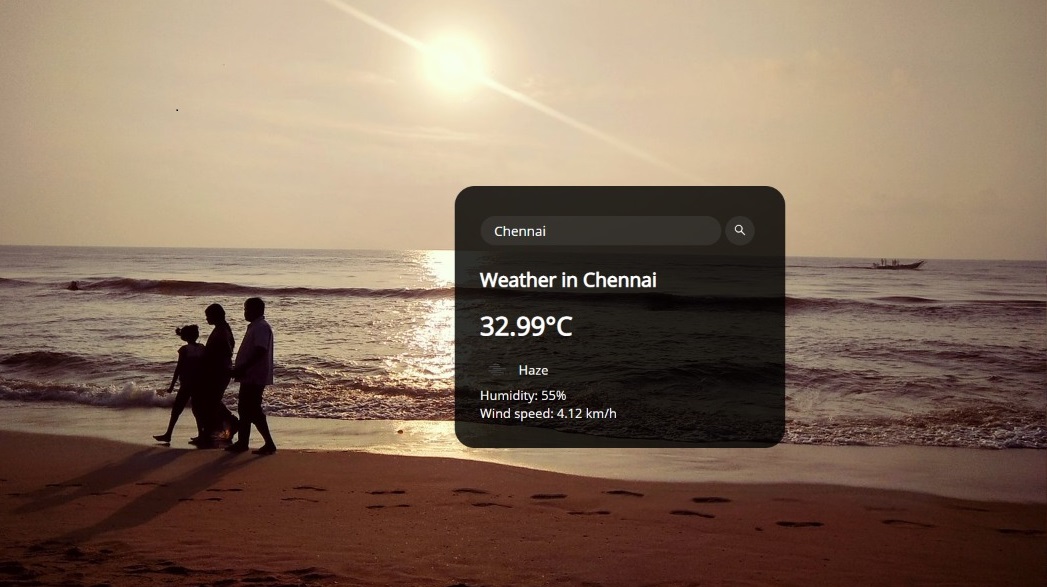 Chennai
Weather in Chennai
32.99°C
Haze
Humidity: 55%
Wind speed: 4.12 km/h